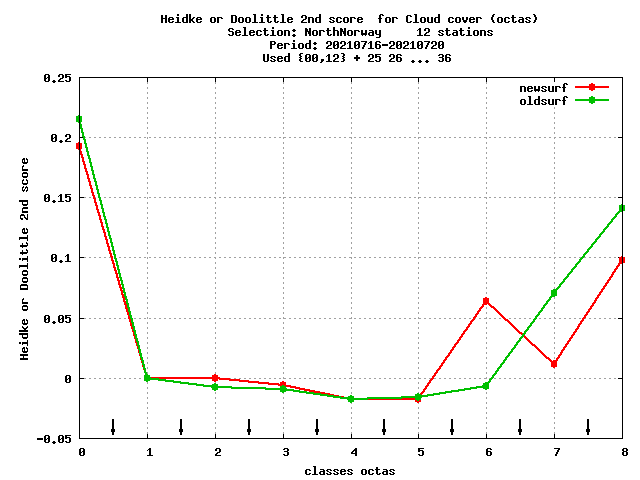 Heidke or Doolittle 2nd score  for Cloud cover (octas)
Selection: NorthNorway     12 stations
Period: 20210716-20210720
Used {00,12} + 25 26 ... 36
newsurf
oldsurf
0.25
0.2
0.15
0.1
0.05
0
-0.05
Heidke or Doolittle 2nd score
0 1 2 3 4 5 6 7 8
classes octas